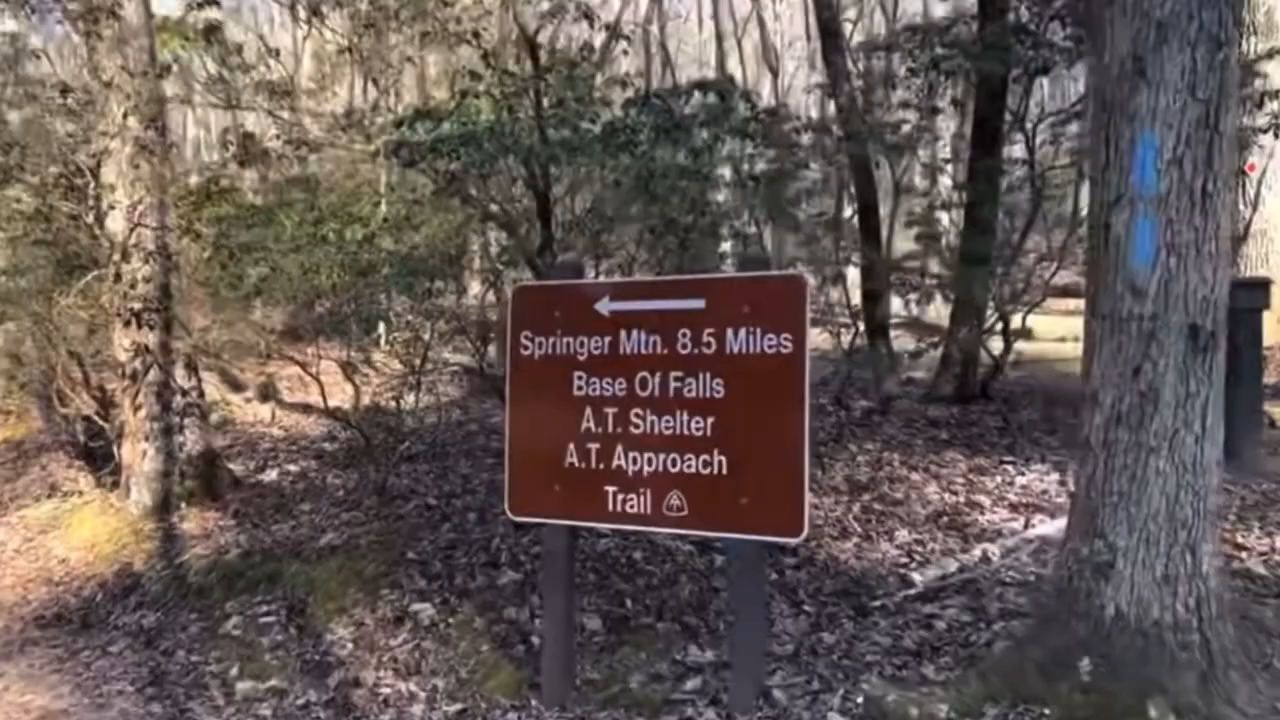 Springer Mtn. 8.5 Miles
Base Of Falls
A.T. Shelter
A.T. Approach
Trail